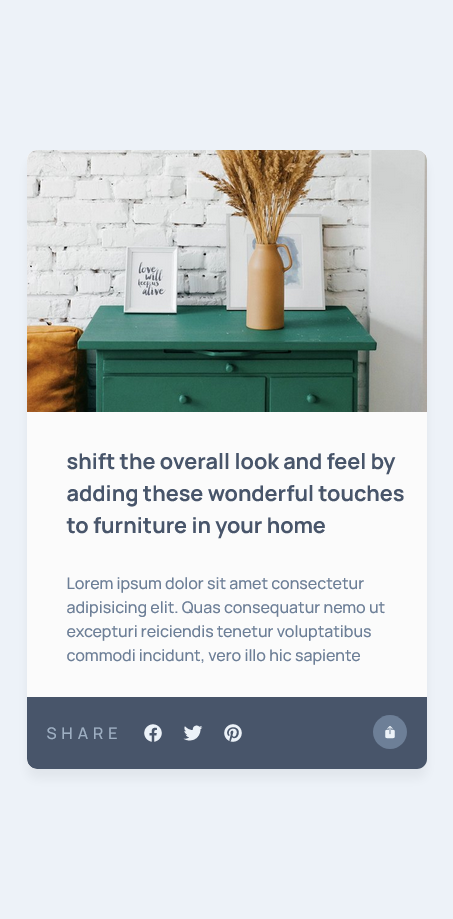 love
will
keep us
alive
shift the overall look and feel by
adding these wonderful touches
to furniture in your home
Lorem ipsum dolor sit amet consectetur
adipisicing elit. Quas consequatur nemo ut
excepturi reiciendis tenetur voluptatibus
commodi incidunt, vero illo hic sapiente
SHARE